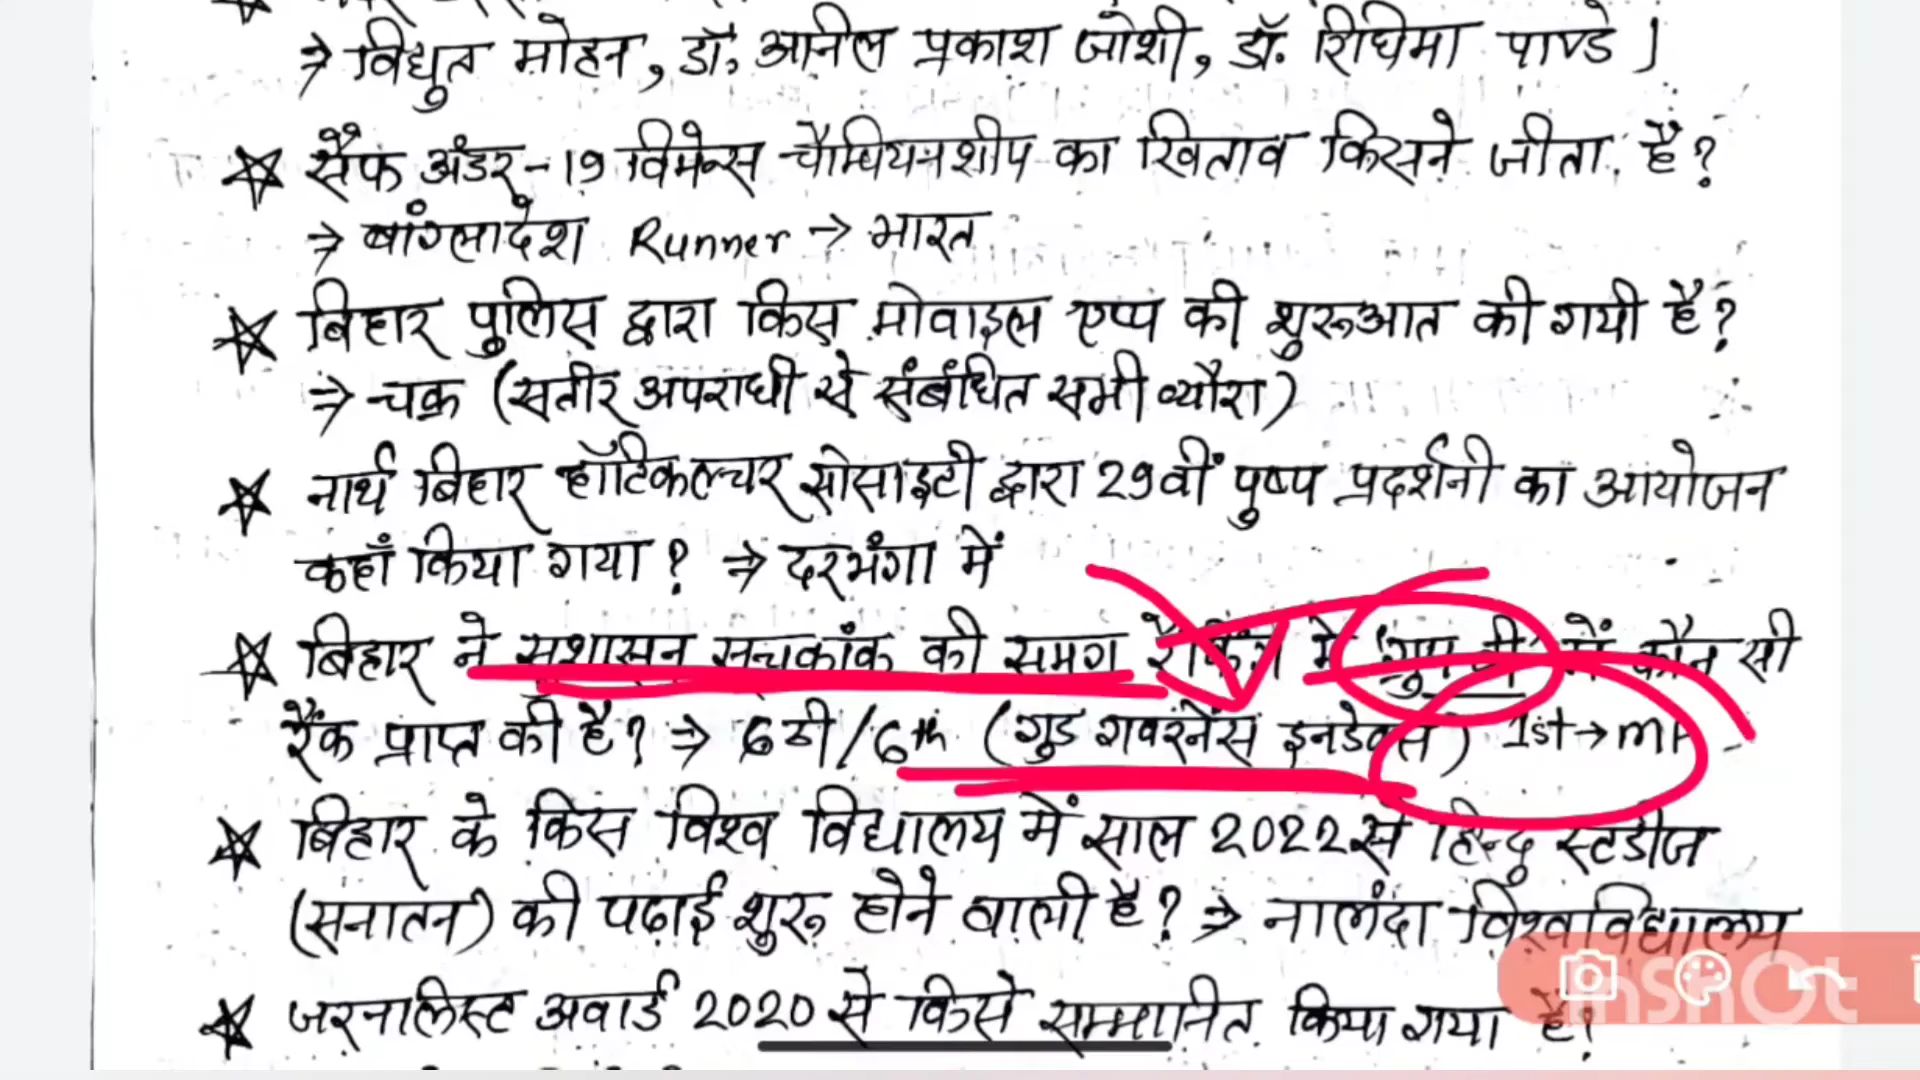 ⇒ विद्युत मोहन, डॉ. अनिल प्रकाश जोशी, डॉ. रिधिमा पाण्डे ]
☆ सैफ अंडर-19 विमेन्स चैम्पियनशीप का खिताव किसने जीता है?
⇒ बांग्लादेश Runner → भारत
☆ बिहार पुलिस द्वारा किस मोवाइल एप्प की शुरूआत की गयी है?
⇒ चक्र (सतीर अपराधी से संबंधित सभी व्यौरा)
☆ नार्थ बिहार हॉर्टिकल्चर सोसाइटी द्वारा 29वीं पुष्प प्रदर्शनी का आयोजन
कहाँ किया गया? ⇒ दरभंगा में
☆ बिहार ने सुशासन सूचकांक की समग्र रैंकिंग में 'ग्रुप बी' में कौन सी
रैंक प्राप्त की है? ⇒ 6ठी/6th (गुड गवरनेंस इनडेक्स) 1st → MP
☆ बिहार के किस विश्व विद्यालय में साल 2022 से हिन्दु स्टडीज
(सनातन) की पढाई शुरू होने वाली है? ⇒ नालंदा विश्वविद्यालय
☆ जरनालिस्ट अवार्ड 2020 से किसे सम्मानित किया गया है?
InShOt